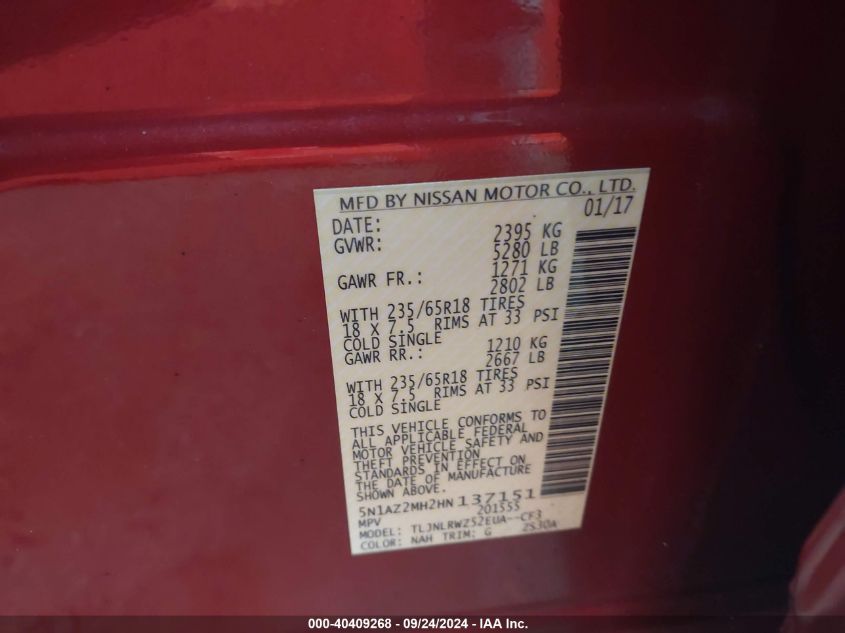 MFD BY NISSAN MOTOR CO., LTD.
DATE: 01/17
GVWR: 2395 KG
5280 LB
GAWR FR.: 1271 KG
2802 LB
WITH 235/65R18 TIRES
18 X 7.5 RIMS AT 33 PSI
COLD SINGLE
GAWR RR.: 1210 KG
2667 LB
WITH 235/65R18 TIRES
18 X 7.5 RIMS AT 33 PSI
COLD SINGLE
THIS VEHICLE CONFORMS TO
ALL APPLICABLE FEDERAL
MOTOR VEHICLE SAFETY AND
THEFT PREVENTION
STANDARDS IN EFFECT ON
THE DATE OF MANUFACTURE
SHOWN ABOVE.
5N1AZ2MH2HN137151
MPV 201555
MODEL: TLJNLRWZ52EUA--CF3
COLOR: NAH TRIM: G 2S30A
000-40409268 - 09/24/2024 - IAA Inc.